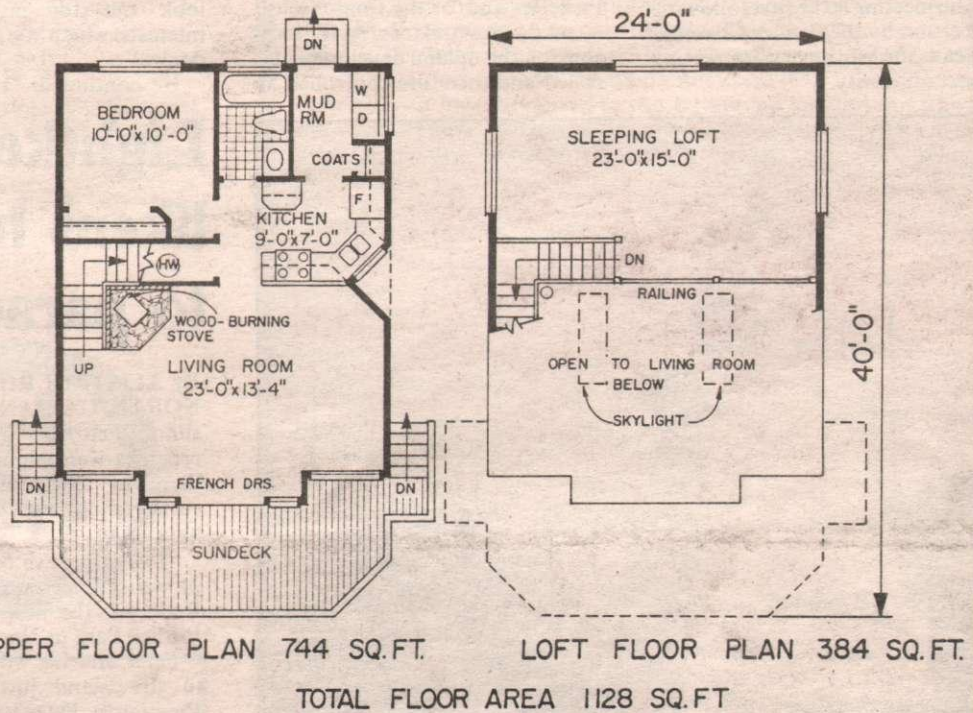 DN
BEDROOM
10'-10"x 10'-0"
MUD
RM
W
D
COATS
F
KITCHEN
9'-0"x7'-0"
HW
WOOD-BURNING
STOVE
UP
LIVING ROOM
23'-0"x13'-4"
DN
DN
FRENCH DRS.
SUNDECK
PPER FLOOR PLAN 744 SQ. FT.
24'-0"
SLEEPING LOFT
23'-0"x15'-0"
DN
RAILING
OPEN TO LIVING ROOM
BELOW
SKYLIGHT
40'-0"
LOFT FLOOR PLAN 384 SQ. FT.
TOTAL FLOOR AREA 1128 SQ. FT